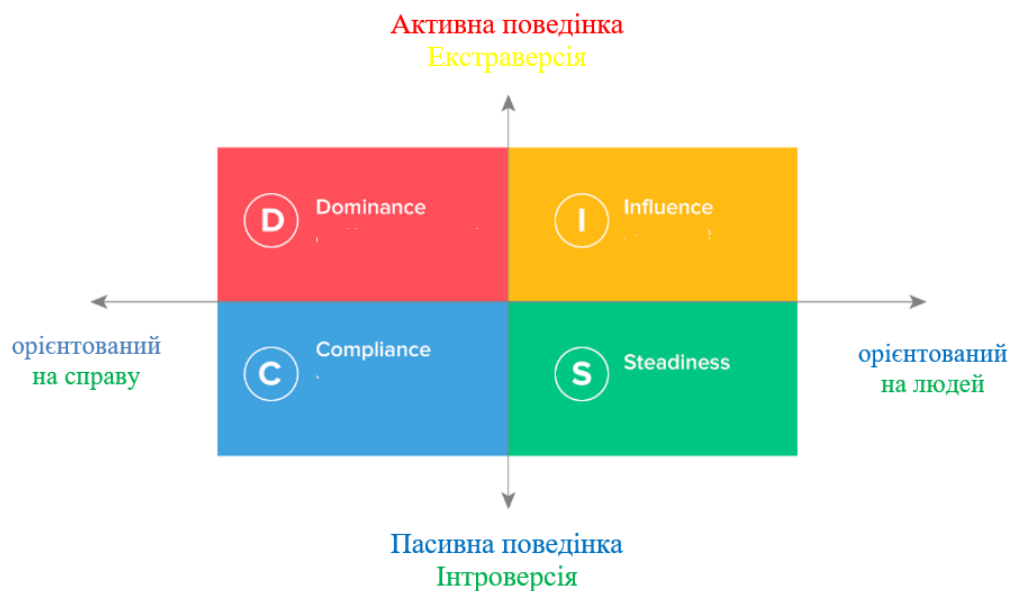 Активна поведінка
Екстраверсія
D Dominance
I Influence
C Compliance
S Steadiness
орієнтований
на справу
орієнтований
на людей
Пасивна поведінка
Інтроверсія